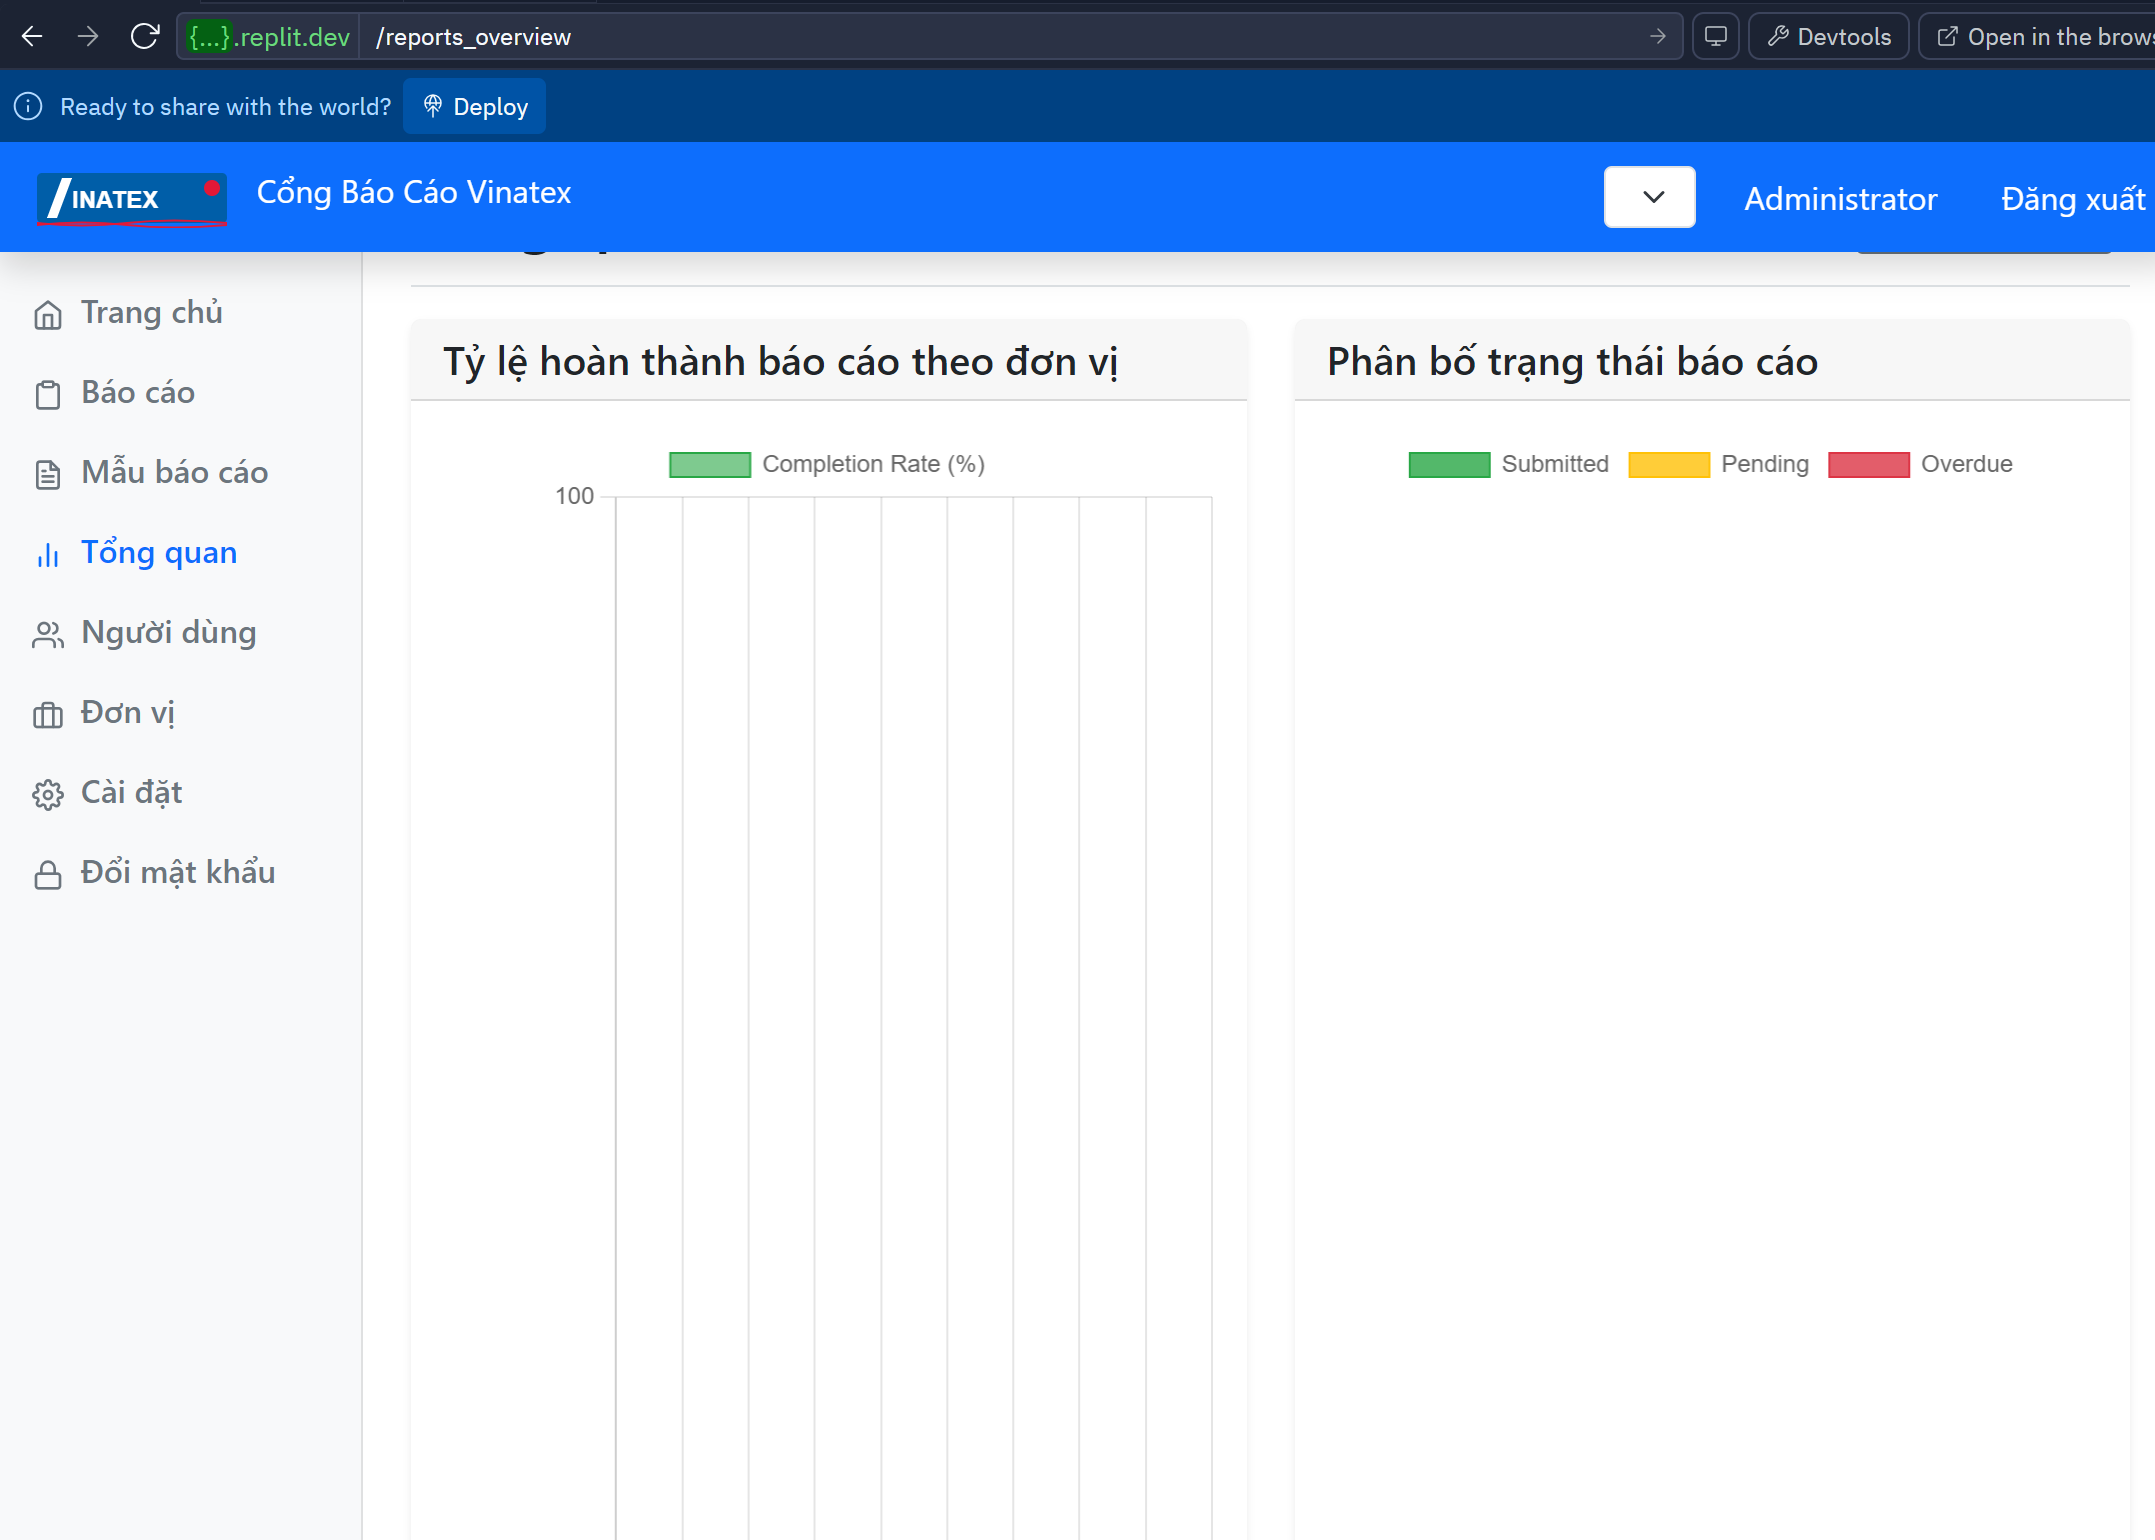 {...}.replit.dev /reports_overview
Devtools
Open in the brows
Ready to share with the world?
Deploy
INATEX
Cổng Báo Cáo Vinatex
Administrator
Đăng xuất
Trang chủ
Báo cáo
Mẫu báo cáo
Tổng quan
Người dùng
Đơn vị
Cài đặt
Đổi mật khẩu
Tỷ lệ hoàn thành báo cáo theo đơn vị
Completion Rate (%)
100
Phân bố trạng thái báo cáo
Submitted
Pending
Overdue